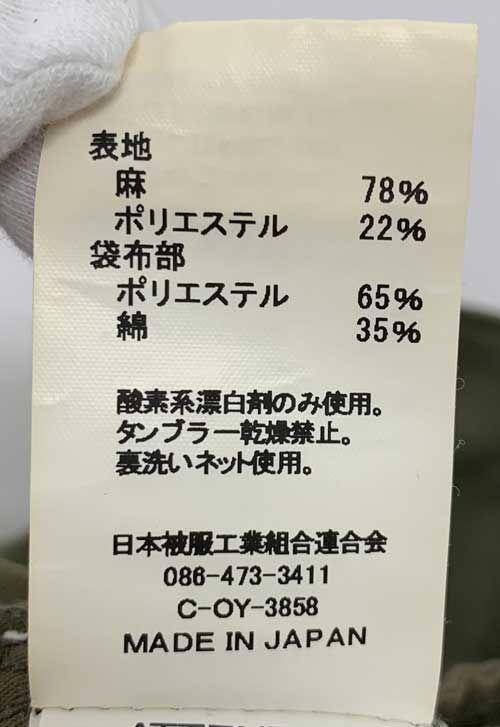 表地
麻 78%
ポリエステル 22%
袋布部
ポリエステル 65%
綿 35%
酸素系漂白剤のみ使用。
タンブラー乾燥禁止。
裏洗いネット使用。
日本被服工業組合連合会
086-473-3411
C-OY-3858
MADE IN JAPAN